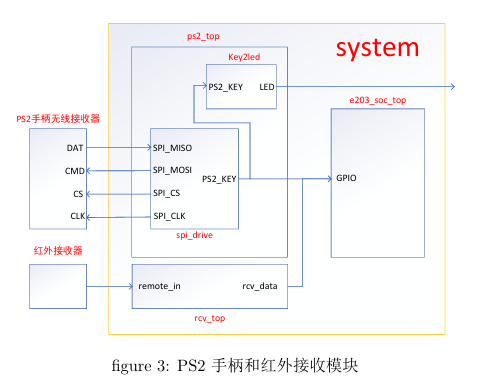 system
ps2_top
Key2led
PS2_KEY
LED
e203_soc_top
PS2手柄无线接收器
DAT
SPI_MISO
CMD
SPI_MOSI
PS2_KEY
GPIO
CS
SPI_CS
CLK
SPI_CLK
spi_drive
红外接收器
remote_in
rcv_data
rcv_top
figure 3: PS2 手柄和红外接收模块